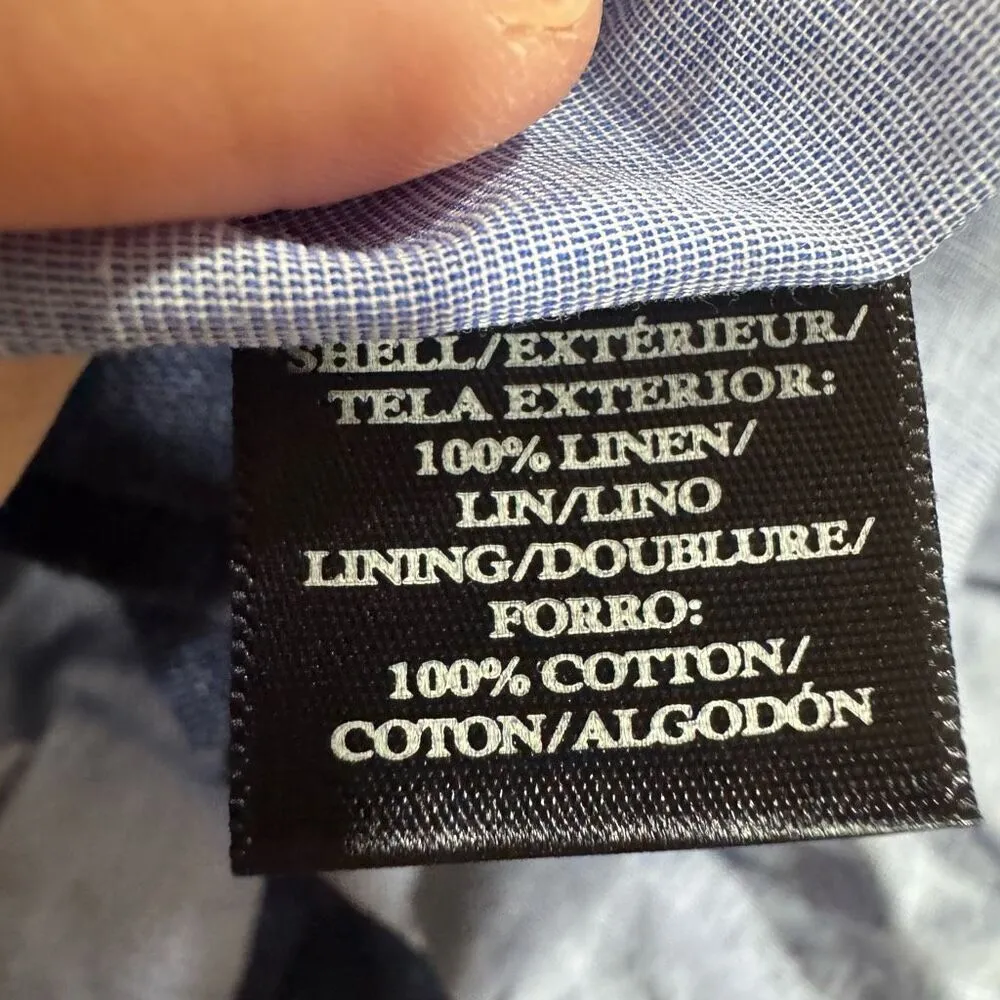 SHELL/EXTÉRIEUR/
TELA EXTERIOR:
100% LINEN/
LIN/LINO
LINING/DOUBLURE/
FORRO:
100% COTTON/
COTON/ALGODÓN